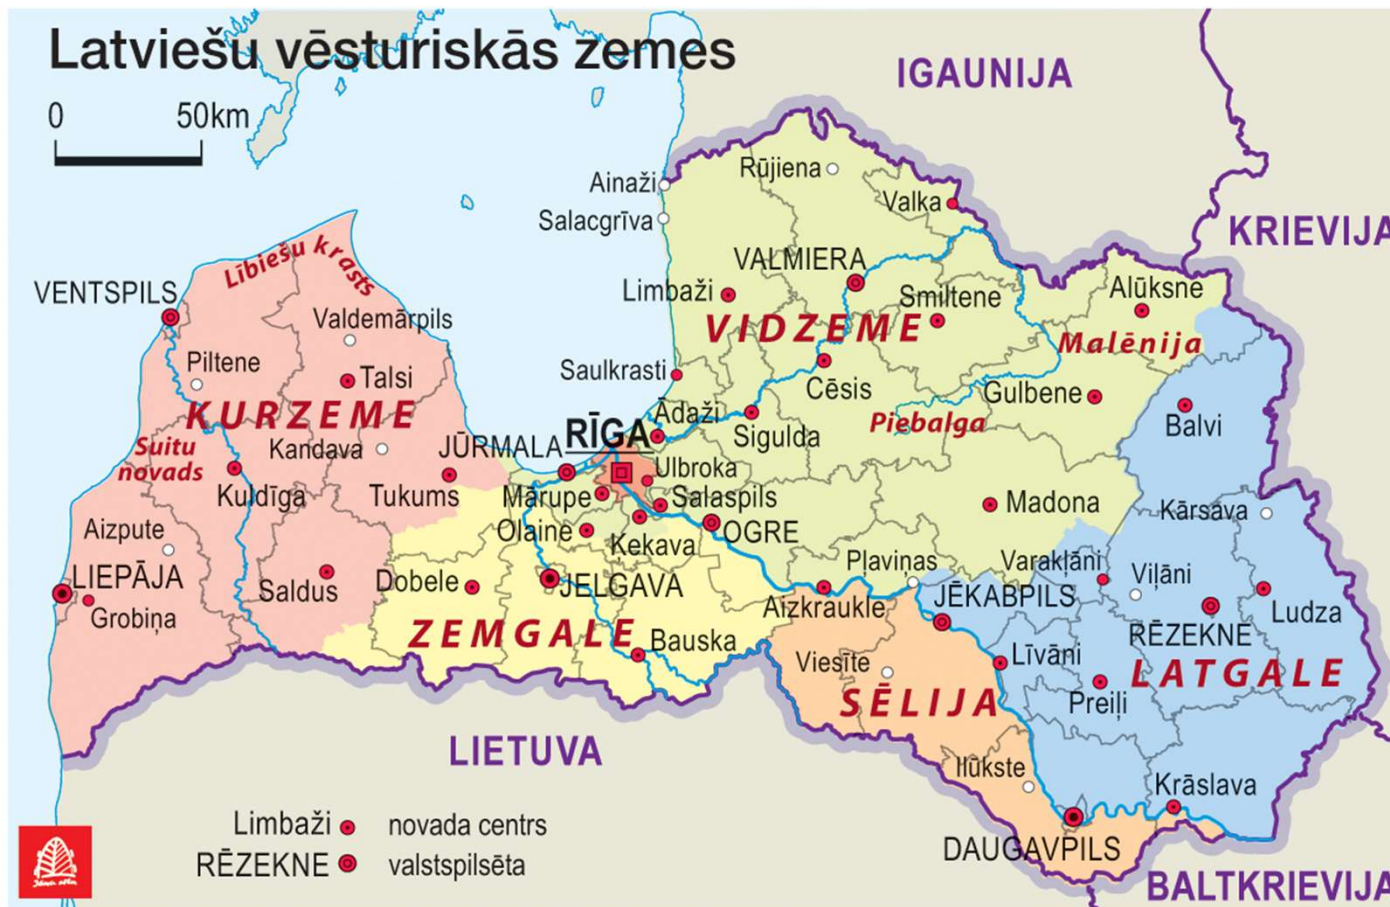 Latviešu vēsturiskās zemes
0 50km
IGAUNIJA
KRIEVIJA
Ainaži
Rūjiena
Valka
Salacgrīva
Lībiešu krasts
VENTSPILS
VALMIERA
Limbaži
Smiltene
Alūksne
Valdemārpils
VIDZEME
Malēnija
Piltene
Talsi
Saulkrasti
Cēsis
Gulbene
KURZEME
Ādaži
Sigulda
Piebalga
Balvi
Suitu
novads
Kandava
JŪRMALA
RĪGA
Ulbroka
Kuldīga
Tukums
Mārupe
Salaspils
Madona
Kārsava
Aizpute
Olaine
Ķekava
OGRE
Pļaviņas
Varakļāni
Viļāni
LIEPĀJA
Grobiņa
Saldus
Dobele
JELGAVA
Aizkraukle
JĒKABPILS
RĒZEKNE
Ludza
ZEMGALE
Bauska
Viesīte
Līvāni
LATGALE
SĒLIJA
Preiļi
LIETUVA
Ilūkste
Krāslava
DAUGAVPILS
BALTKRIEVIJA
Limbaži novada centrs
RĒZEKNE valstspilsēta